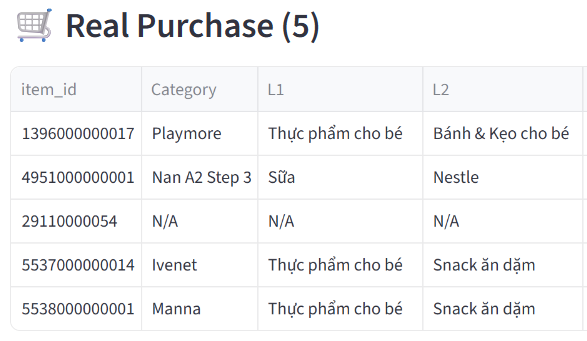 Real Purchase (5)
item_id Category L1 L2
1396000000017 Playmore Thực phẩm cho bé Bánh & Kẹo cho bé
4951000000001 Nan A2 Step 3 Sữa Nestle
29110000054 N/A N/A N/A
5537000000014 Ivenet Thực phẩm cho bé Snack ăn dặm
5538000000001 Manna Thực phẩm cho bé Snack ăn dặm